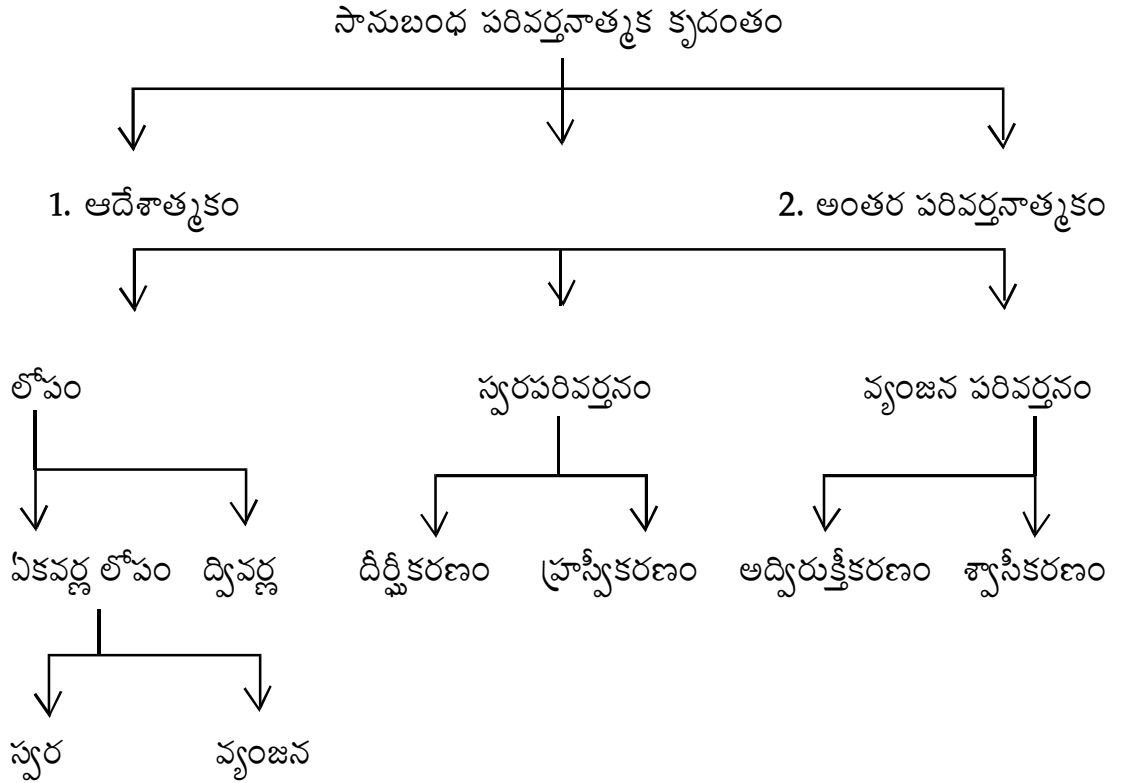 సానుబంధ పరివర్తనాత్మక కృదంతం
1. ఆదేశాత్మకం 2. అంతర పరివర్తనాత్మకం
లోపం స్వరపరివర్తనం వ్యంజన పరివర్తనం
ఏకవర్ణ లోపం ద్వివర్ణ దీర్ఘీకరణం హ్రస్వీకరణం అద్విరుక్తీకరణం శ్వాసీకరణం
స్వర వ్యంజన